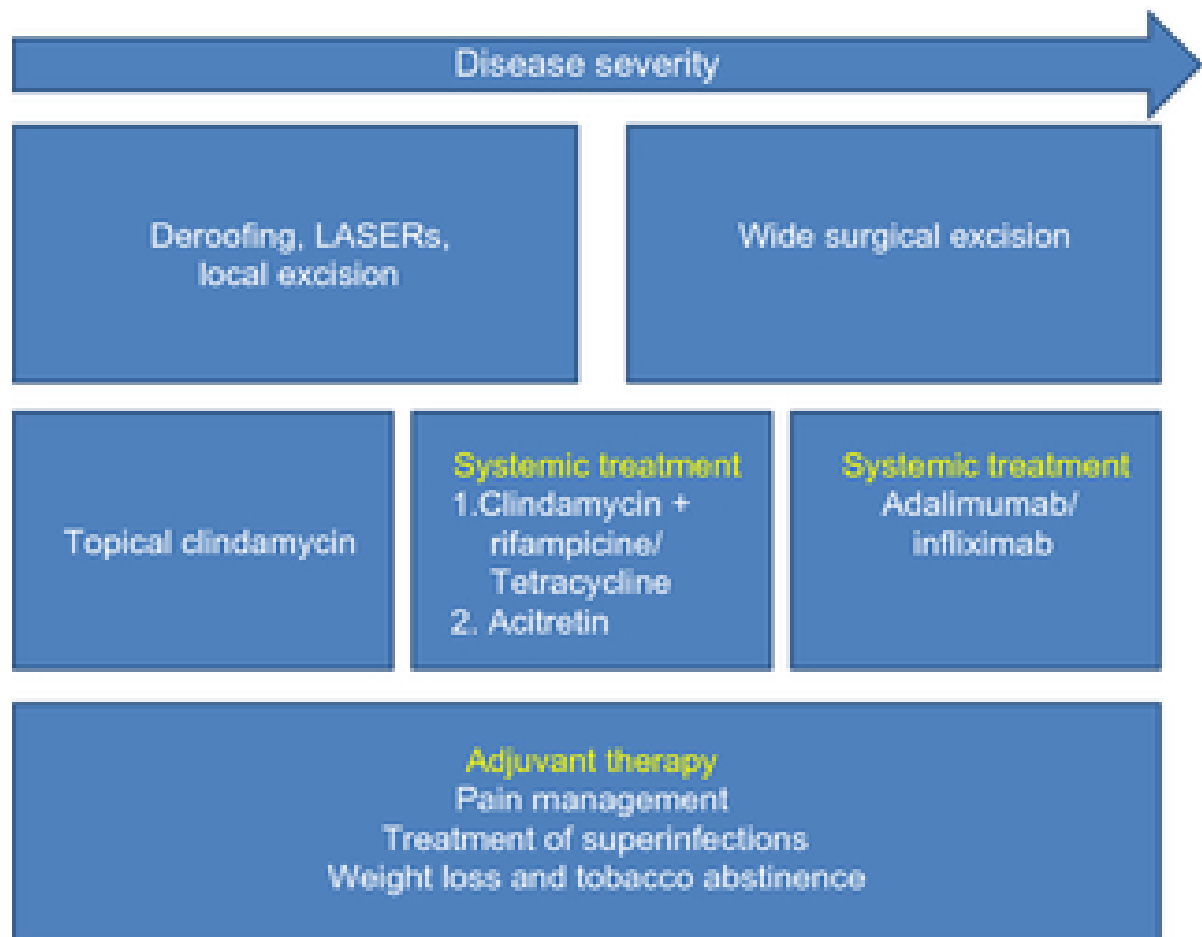 Disease severity
Deroofing, LASERs,
local excision
Wide surgical excision
Topical clindamycin
Systemic treatment
1.Clindamycin +
rifampicine/
Tetracycline
2. Acitretin
Systemic treatment
Adalimumab/
infliximab
Adjuvant therapy
Pain management
Treatment of superinfections
Weight loss and tobacco abstinence